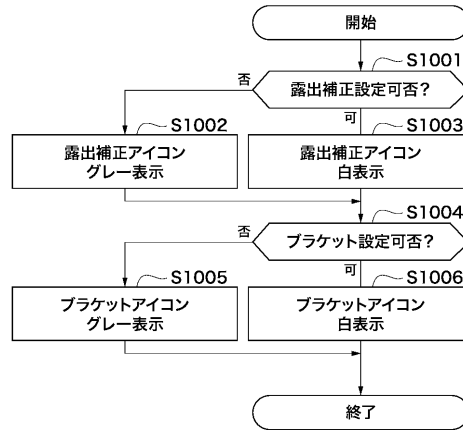 開始
S1001
露出補正設定可否？
否
可
S1002
露出補正アイコン
グレー表示
S1003
露出補正アイコン
白表示
S1004
ブラケット設定可否？
否
可
S1005
ブラケットアイコン
グレー表示
S1006
ブラケットアイコン
白表示
終了